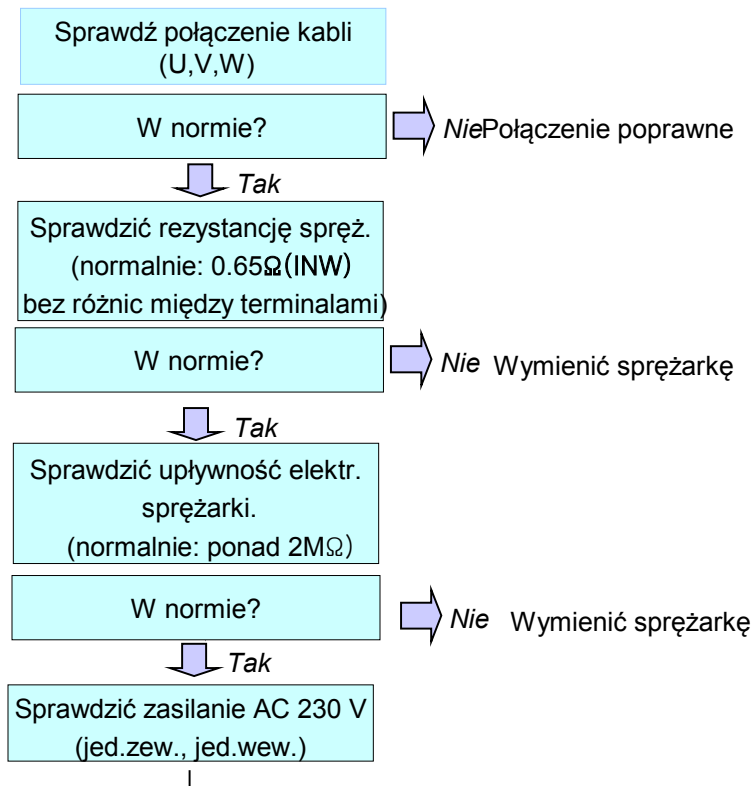 Sprawdź połączenie kabli
(U,V,W)
W normie?
NiePołączenie poprawne
Tak
Sprawdzić rezystancję spręż.
(normalnie: 0.65Ω(INW)
bez różnic między terminalami)
W normie?
Nie Wymienić sprężarkę
Tak
Sprawdzić upływność elektr.
sprężarki.
(normalnie: ponad 2MΩ)
W normie?
Nie Wymienić sprężarkę
Tak
Sprawdzić zasilanie AC 230 V
(jed.zew., jed.wew.)